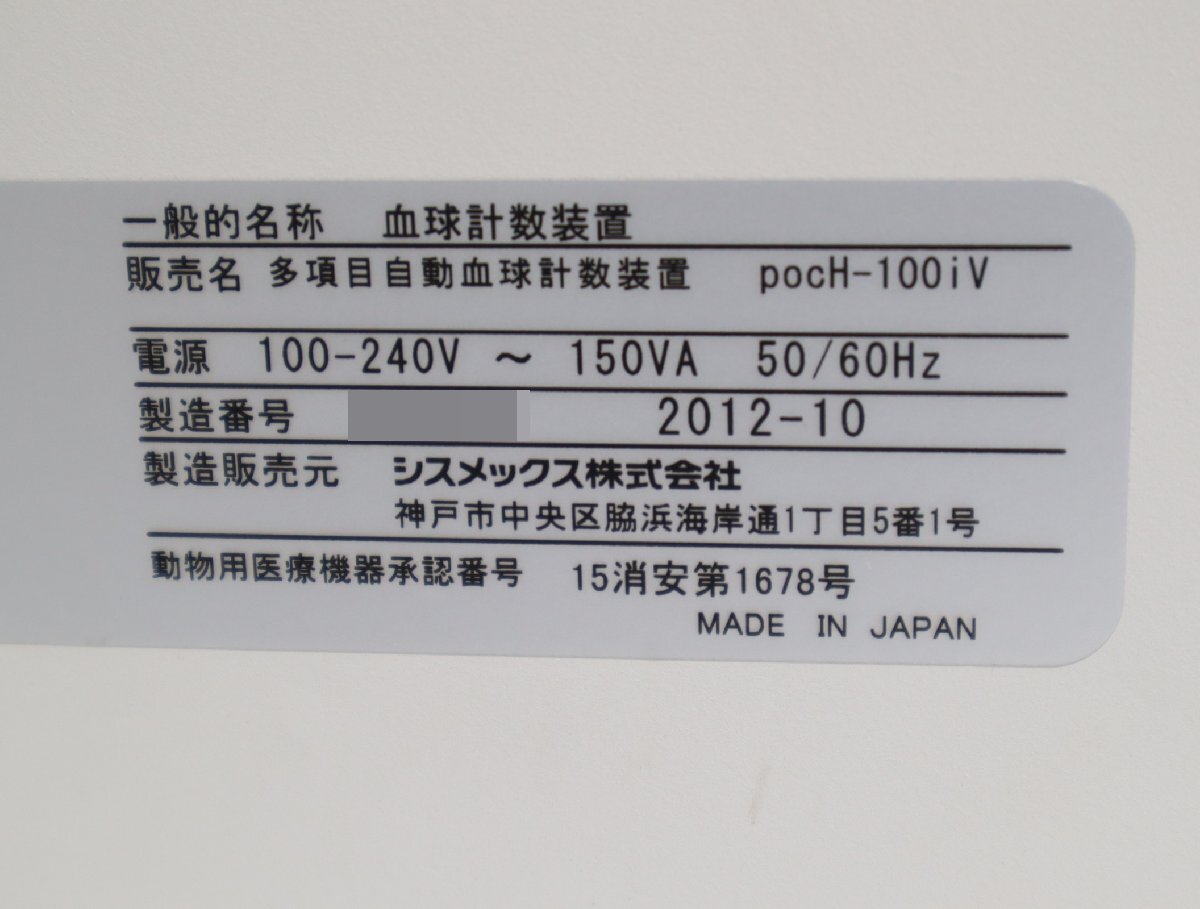 一般的名称 血球計数装置
販売名 多項目自動血球計数装置 pocH-100iV
電源 100-240V ～ 150VA 50/60Hz
製造番号 2012-10
製造販売元 シスメックス株式会社
神戸市中央区脇浜海岸通1丁目5番1号
動物用医療機器承認番号 15消安第1678号
MADE IN JAPAN